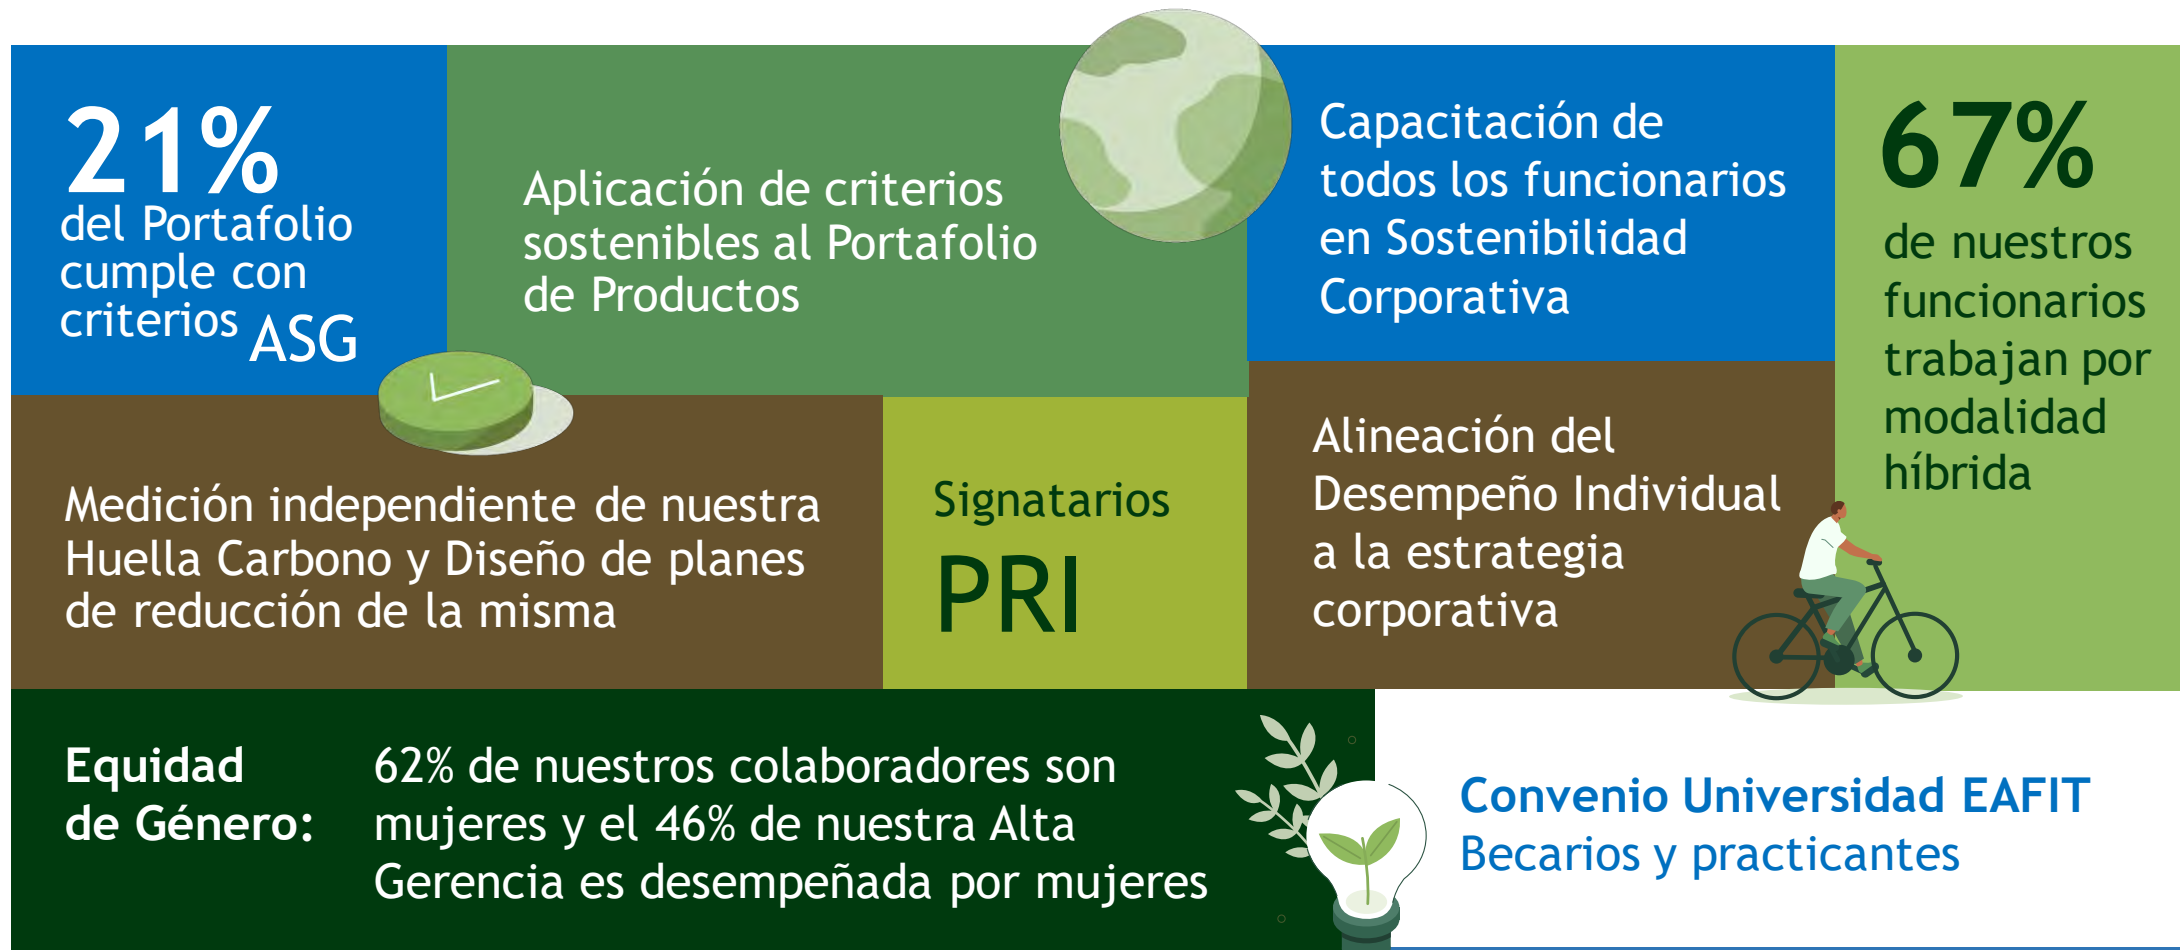 21%
del Portafolio
cumple con
criterios ASG
Aplicación de criterios
sostenibles al Portafolio
de Productos
Capacitación de
todos los funcionarios
en Sostenibilidad
Corporativa
67%
de nuestros
funcionarios
trabajan por
modalidad
híbrida
Medición independiente de nuestra
Huella Carbono y Diseño de planes
de reducción de la misma
Signatarios
PRI
Alineación del
Desempeño Individual
a la estrategia
corporativa
Equidad
de Género:
62% de nuestros colaboradores son
mujeres y el 46% de nuestra Alta
Gerencia es desempeñada por mujeres
Convenio Universidad EAFIT
Becarios y practicantes